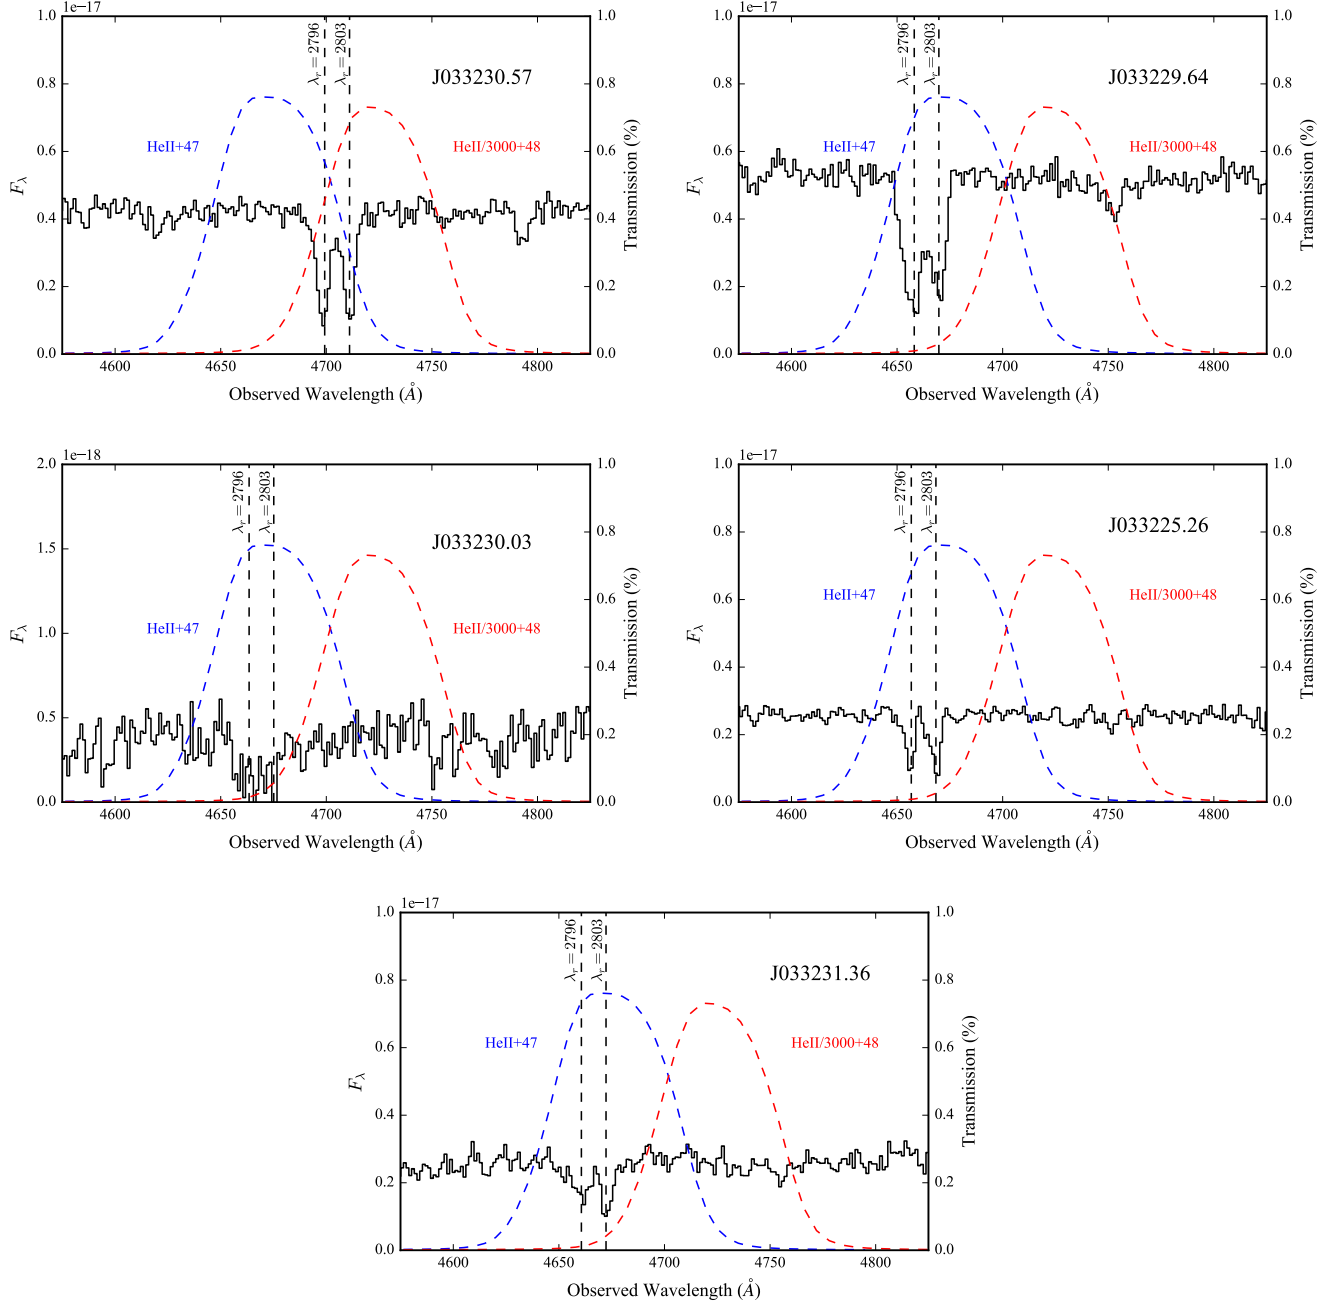 1e−17
λr = 2796
λr = 2803
J033230.57
HeII+47
HeII/3000+48
Fλ
Transmission (%)
1.0
0.8
0.6
0.4
0.2
0.0
1.0
0.8
0.6
0.4
0.2
0.0
4600
4650
4700
4750
4800
Observed Wavelength (Å)
1e−17
λr = 2796
λr = 2803
J033229.64
HeII+47
HeII/3000+48
Fλ
Transmission (%)
1.0
0.8
0.6
0.4
0.2
0.0
1.0
0.8
0.6
0.4
0.2
0.0
4600
4650
4700
4750
4800
Observed Wavelength (Å)
1e−18
λr = 2796
λr = 2803
J033230.03
HeII+47
HeII/3000+48
Fλ
Transmission (%)
2.0
1.5
1.0
0.5
0.0
1.0
0.8
0.6
0.4
0.2
0.0
4600
4650
4700
4750
4800
Observed Wavelength (Å)
1e−17
λr = 2796
λr = 2803
J033225.26
HeII+47
HeII/3000+48
Fλ
Transmission (%)
1.0
0.8
0.6
0.4
0.2
0.0
1.0
0.8
0.6
0.4
0.2
0.0
4600
4650
4700
4750
4800
Observed Wavelength (Å)
1e−17
λr = 2796
λr = 2803
J033231.36
HeII+47
HeII/3000+48
Fλ
Transmission (%)
1.0
0.8
0.6
0.4
0.2
0.0
1.0
0.8
0.6
0.4
0.2
0.0
4600
4650
4700
4750
4800
Observed Wavelength (Å)